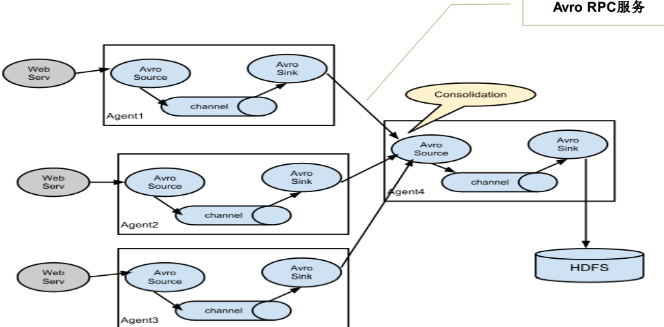 Avro RPC服务
Web
Serv
Avro
Source
channel
Avro
Sink
Agent1
Consolidation
Avro
Source
channel
Avro
Sink
Agent4
Web
Serv
Avro
Source
channel
Avro
Sink
Agent2
HDFS
Web
Serv
Avro
Source
channel
Avro
Sink
Agent3